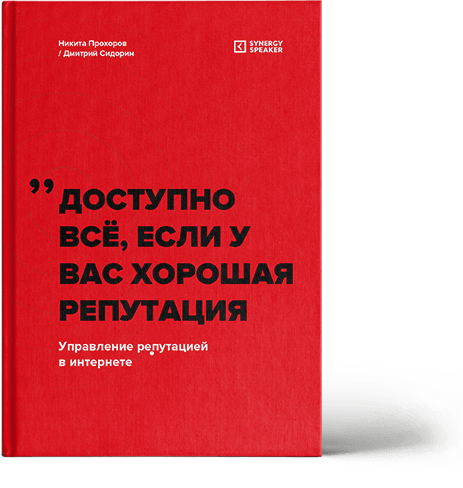 Никита Прохоров
/ Дмитрий Сидорин
SYNERGY
SPEAKER
”ДОСТУПНО
ВСЁ, ЕСЛИ У
ВАС ХОРОШАЯ
РЕПУТАЦИЯ
Управление репутацией
в интернете